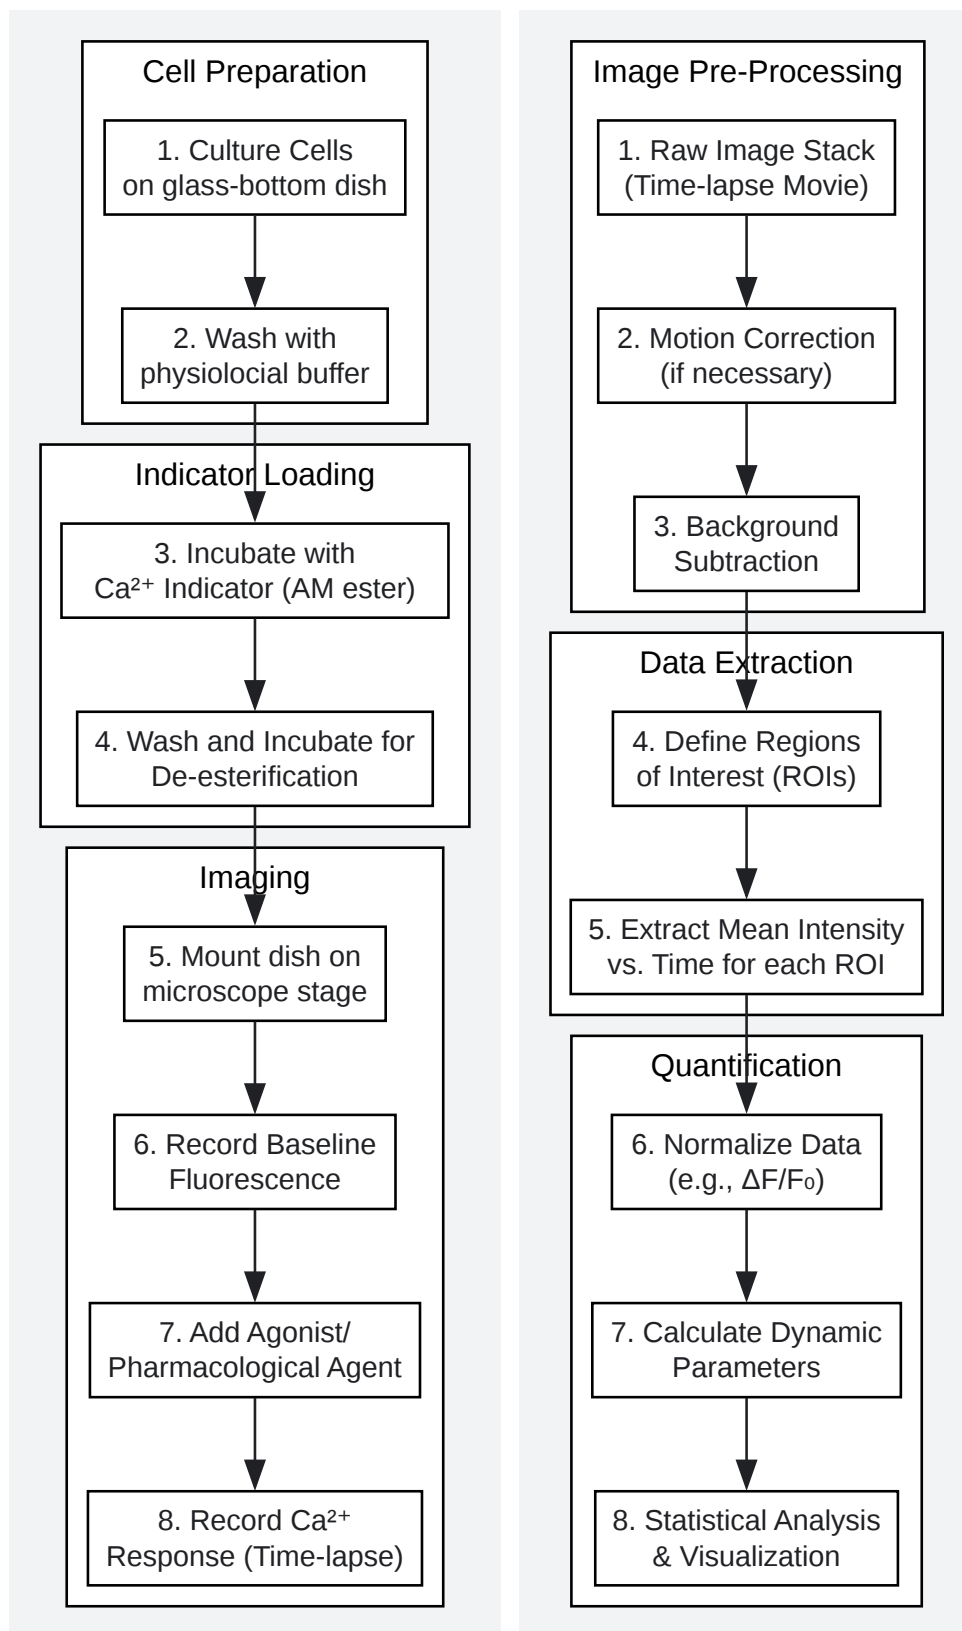 Cell Preparation
1. Culture Cells
on glass-bottom dish
2. Wash with
physiolocial buffer
Indicator Loading
3. Incubate with
Ca²⁺ Indicator (AM ester)
4. Wash and Incubate for
De-esterification
Imaging
5. Mount dish on
microscope stage
6. Record Baseline
Fluorescence
7. Add Agonist/
Pharmacological Agent
8. Record Ca²⁺
Response (Time-lapse)
Image Pre-Processing
1. Raw Image Stack
(Time-lapse Movie)
2. Motion Correction
(if necessary)
3. Background
Subtraction
Data Extraction
4. Define Regions
of Interest (ROIs)
5. Extract Mean Intensity
vs. Time for each ROI
Quantification
6. Normalize Data
(e.g., ΔF/F₀)
7. Calculate Dynamic
Parameters
8. Statistical Analysis
& Visualization